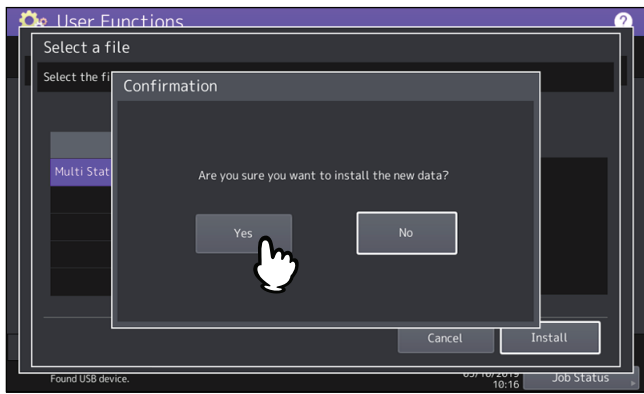 User Functions
?
Select a file
Select the fi
Confirmation
Multi Stat
Are you sure you want to install the new data?
Yes
No
Cancel
Install
Found USB device.
10:16
Job Status